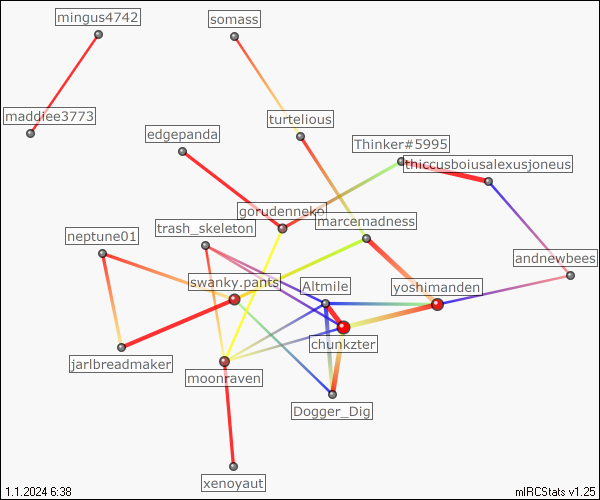 mingus4742
somass
maddiee3773
turtelious
edgepanda
Thinker#5995
thiccusboiusalexusjoneus
gorudenneko
marcemadness
trash_skeleton
neptune01
andnewbees
swanky.pants
Altmile
yoshimanden
chunkzter
jarlbreadmaker
moonraven
Dogger_Dig
xenoyaut
1.1.2024 6:38
mIRCStats v1.25